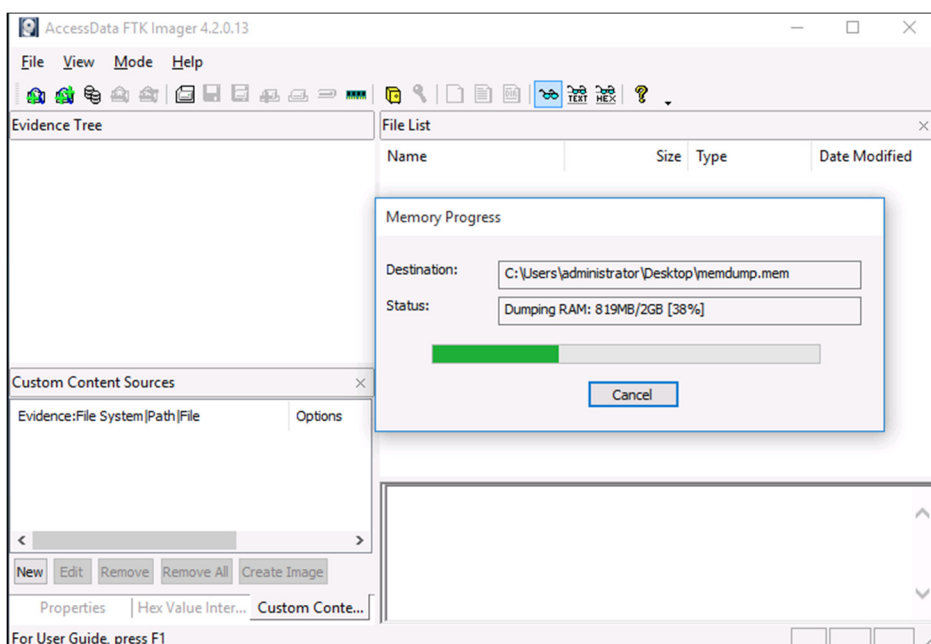 AccessData FTK Imager 4.2.0.13
File View Mode Help
TEXT HEX
Evidence Tree
File List
Name Size Type Date Modified
Memory Progress
Destination: C:\Users\administrator\Desktop\memdump.mem
Status: Dumping RAM: 819MB/2GB [38%]
Cancel
Custom Content Sources
Evidence:File System|Path|File Options
New Edit Remove Remove All Create Image
Properties Hex Value Inter... Custom Conte...
For User Guide, press F1